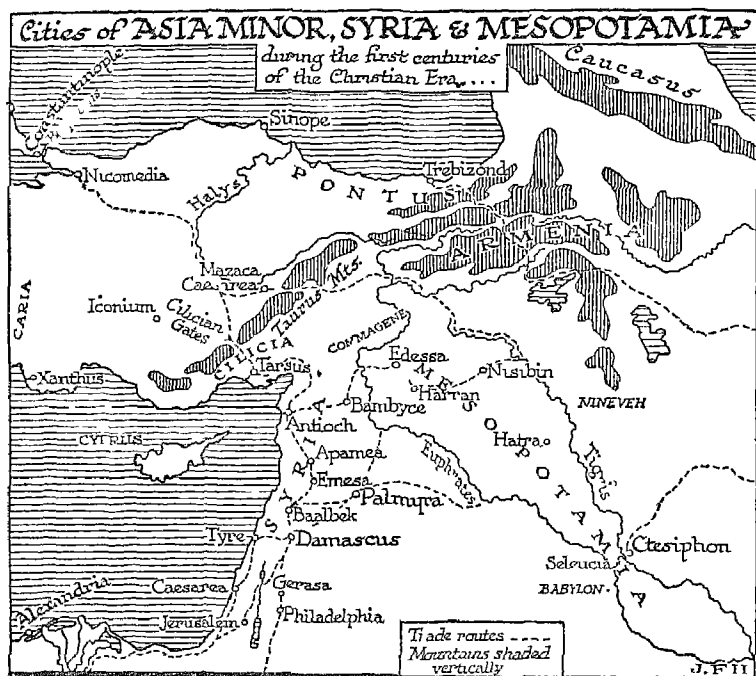 Cities of ASIA MINOR, SYRIA & MESOPOTAMIA
during the first centuries
of the Christian Era....
Caucasus
Constantinople
Sinope
Nicomedia
Halys
PONTUS
Trebizond
ARMENIA
Mazaca
Caesarea
Taurus Mts.
Iconium
Cilician
Gates
CARIA
CILICIA
COMMAGENE
Tarsus
Xanthus
Edessa
Nisibin
Harran
MESOPOTAMIA
NINEVEH
Bambyce
Antioch
CYPRUS
SYRIA
Hatra
Apamea
Euphrates
Tigris
Emesa
Palmyra
Baalbek
Tyre
Damascus
Ctesiphon
Seleucia
BABYLON
Caesarea
Gerasa
Alexandria
Jerusalem
Philadelphia
Trade routes
Mountains shaded
vertically